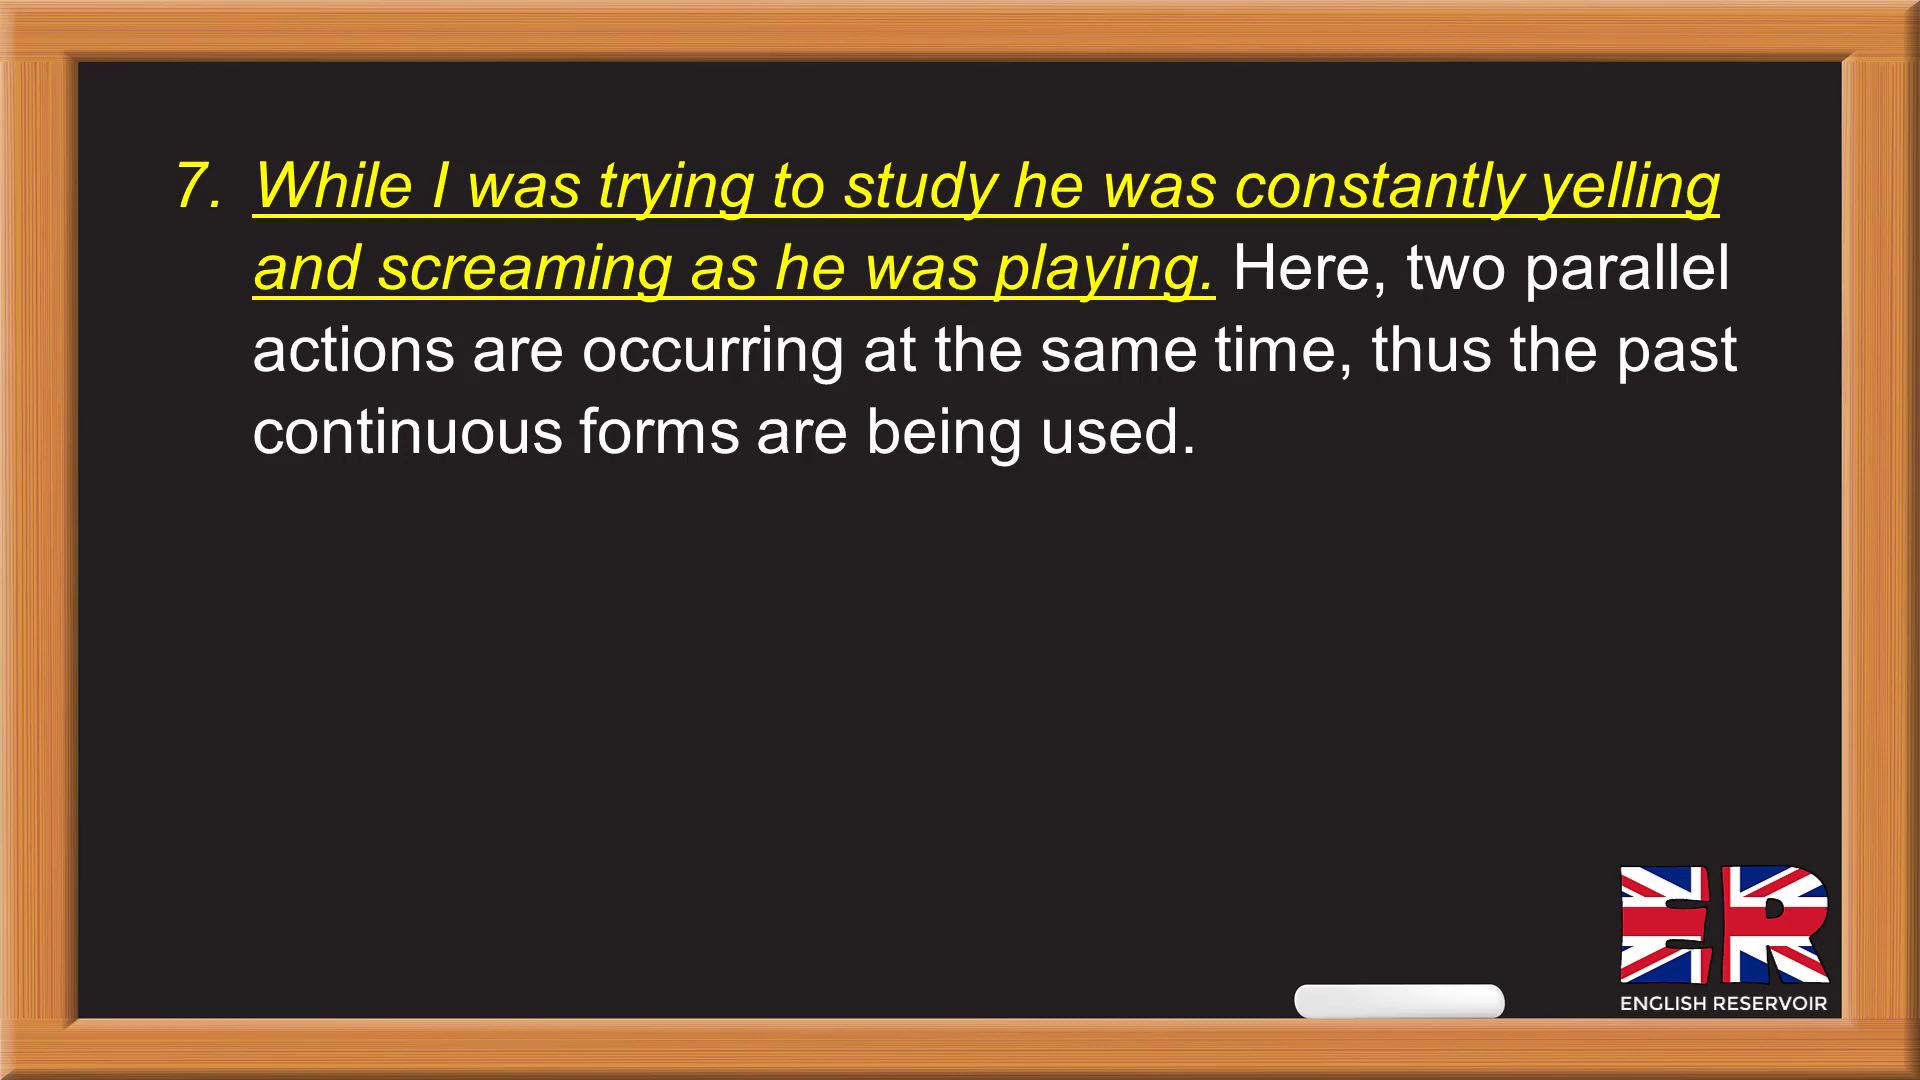 7. While I was trying to study he was constantly yelling
and screaming as he was playing. Here, two parallel
actions are occurring at the same time, thus the past
continuous forms are being used.
ER
ENGLISH RESERVOIR